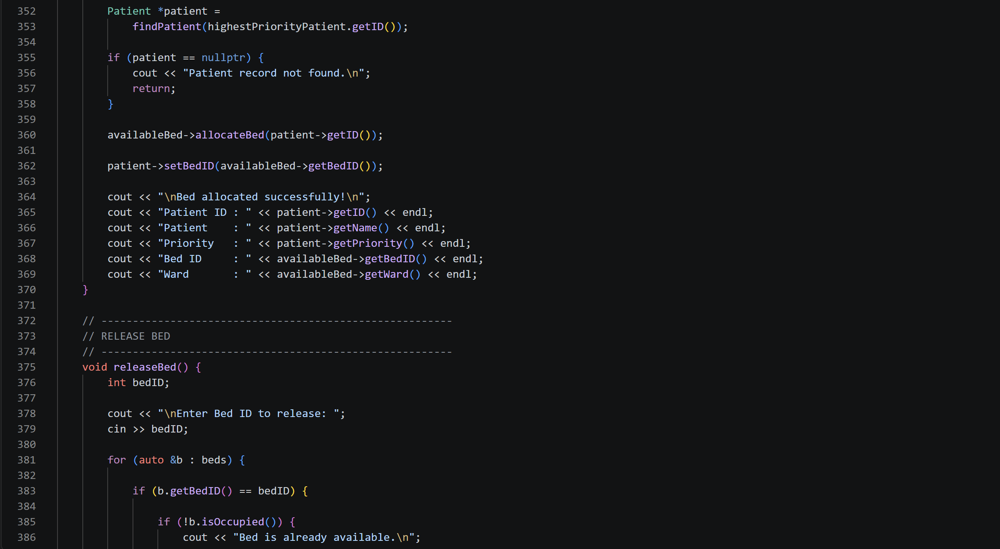 352 Patient *patient =
353 findPatient(highestPriorityPatient.getID());
354
355 if (patient == nullptr) {
356 cout << "Patient record not found.\n";
357 return;
358 }
359
360 availableBed->allocateBed(patient->getID());
361
362 patient->setBedID(availableBed->getBedID());
363
364 cout << "\nBed allocated successfully!\n";
365 cout << "Patient ID : " << patient->getID() << endl;
366 cout << "Patient    : " << patient->getName() << endl;
367 cout << "Priority   : " << patient->getPriority() << endl;
368 cout << "Bed ID     : " << availableBed->getBedID() << endl;
369 cout << "Ward       : " << availableBed->getWard() << endl;
370 }
371
372 // --------------------------------------------------------
373 // RELEASE BED
374 // --------------------------------------------------------
375 void releaseBed() {
376 int bedID;
377
378 cout << "\nEnter Bed ID to release: ";
379 cin >> bedID;
380
381 for (auto &b : beds) {
382
383 if (b.getBedID() == bedID) {
384
385 if (!b.isOccupied()) {
386 cout << "Bed is already available.\n";